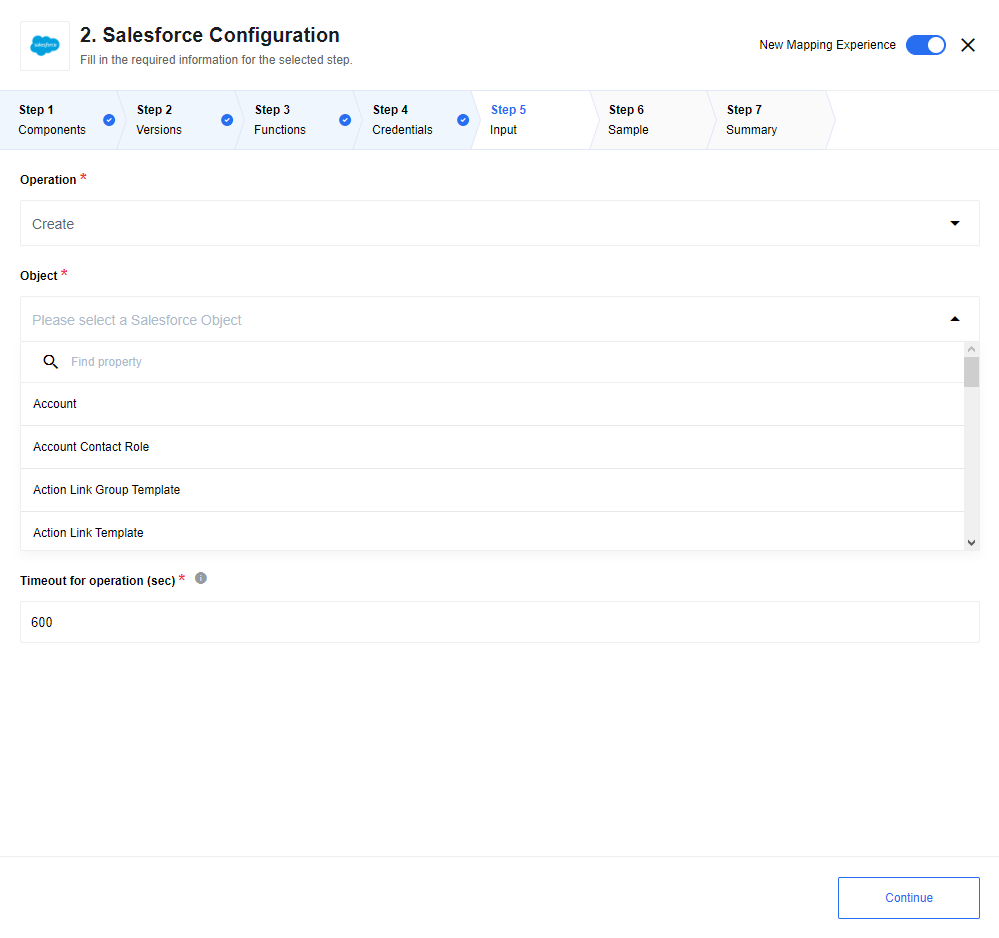 salesforce
2. Salesforce Configuration
Fill in the required information for the selected step.
New Mapping Experience
Step 1
Components
Step 2
Versions
Step 3
Functions
Step 4
Credentials
Step 5
Input
Step 6
Sample
Step 7
Summary
Operation *
Create
Object *
Please select a Salesforce Object
Find property
Account
Account Contact Role
Action Link Group Template
Action Link Template
Timeout for operation (sec) *
600
Continue